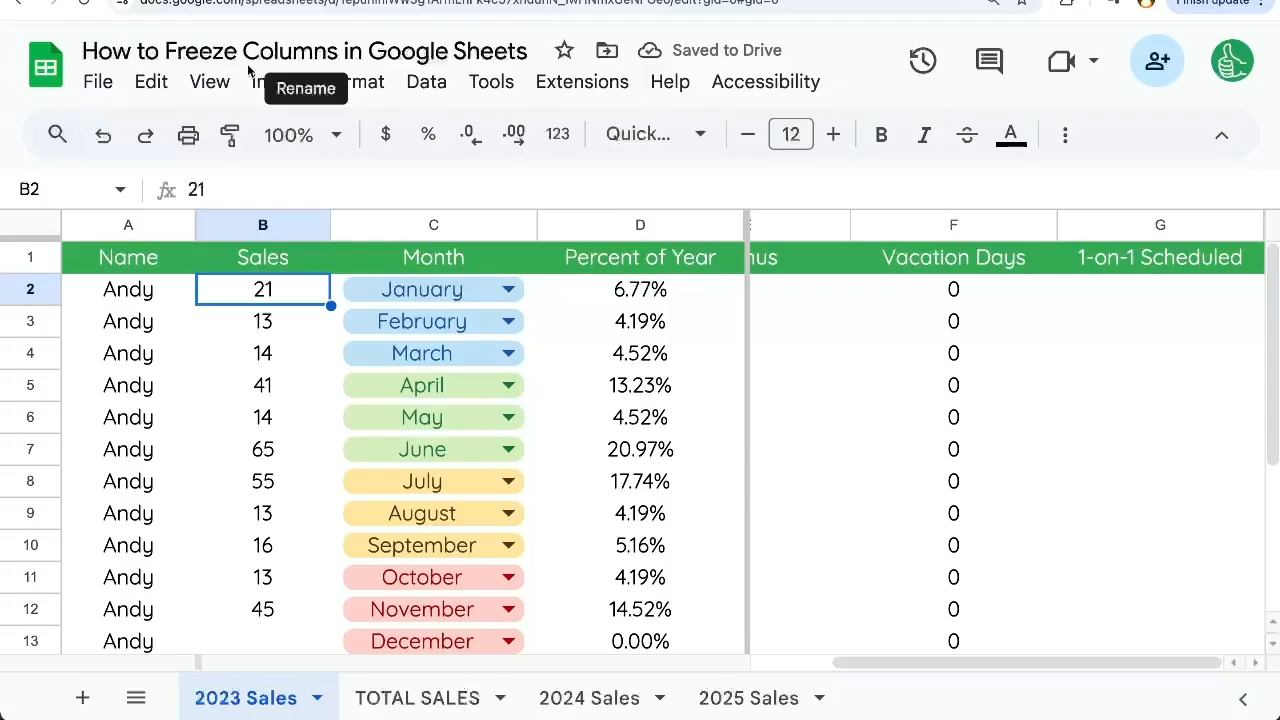 Finish update
How to Freeze Columns in Google Sheets
Saved to Drive
File Edit View In mat Data Tools Extensions Help Accessibility
Rename
100% $ % .0 .00 123 Quick... 12 B I S A
B2 fx 21
A B C D F G
1 Name Sales Month Percent of Year nus Vacation Days 1-on-1 Scheduled
2 Andy 21 January 6.77% 0
3 Andy 13 February 4.19% 0
4 Andy 14 March 4.52% 0
5 Andy 41 April 13.23% 0
6 Andy 14 May 4.52% 0
7 Andy 65 June 20.97% 0
8 Andy 55 July 17.74% 0
9 Andy 13 August 4.19% 0
10 Andy 16 September 5.16% 0
11 Andy 13 October 4.19% 0
12 Andy 45 November 14.52% 0
13 Andy December 0.00% 0
2023 Sales TOTAL SALES 2024 Sales 2025 Sales